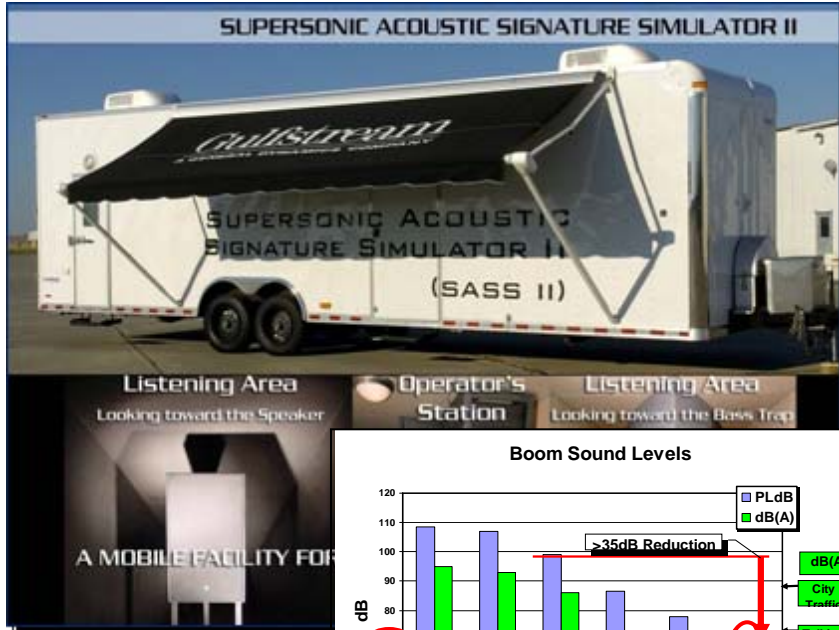 SUPERSONIC ACOUSTIC SIGNATURE SIMULATOR II
Gulfstream
A GENERAL DYNAMICS COMPANY
SUPERSONIC ACOUSTIC
SIGNATURE SIMULATOR II
(SASS II)
Listening Area
Looking toward the Speaker
Operator's
Station
Listening Area
Looking toward the Bass Trap
A MOBILE FACILITY FOR
Boom Sound Levels
PLdB
dB(A)
>35dB Reduction
120
110
100
90
80
dB
dB(A
City
Traffic